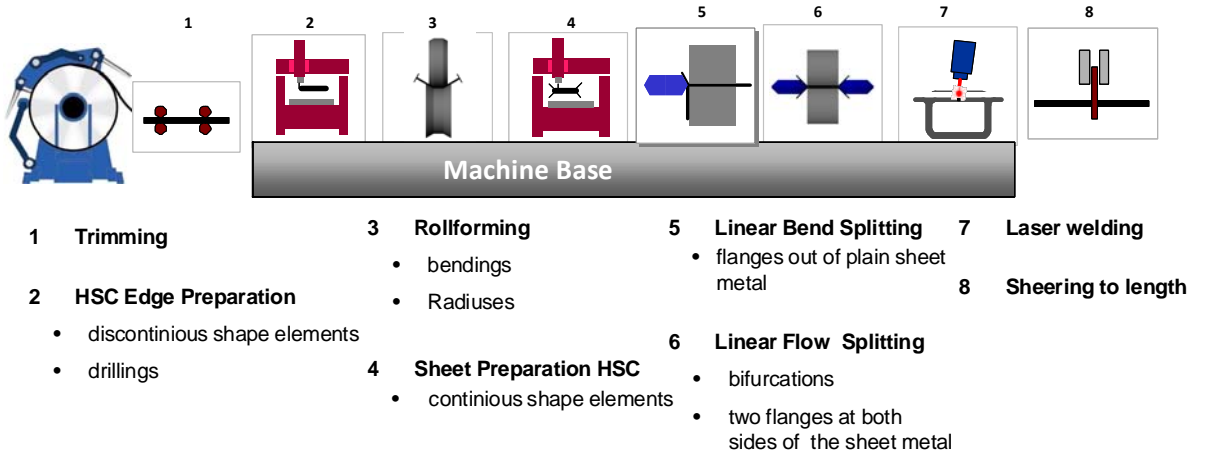 1
2
3
4
5
6
7
8
Machine Base
1 Trimming
2 HSC Edge Preparation
• discontinious shape elements
• drillings
3 Rollforming
• bendings
• Radiuses
4 Sheet Preparation HSC
• continious shape elements
5 Linear Bend Splitting
• flanges out of plain sheet
metal
6 Linear Flow Splitting
• bifurcations
• two flanges at both
sides of the sheet metal
7 Laser welding
8 Sheering to length